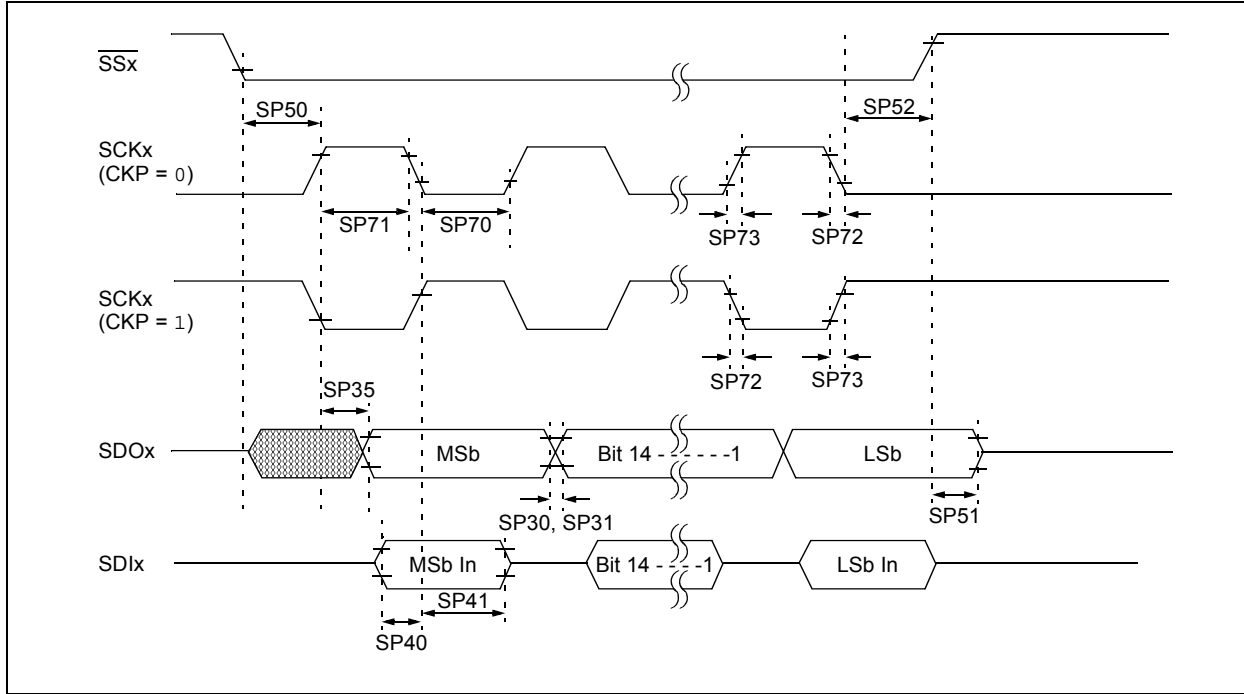 SSx
SP50
SP52
SCKx
(CKP = 0)
SP71
SP70
SP73
SP72
SCKx
(CKP = 1)
SP72
SP73
SP35
SDOx
MSb
Bit 14 - - - - - -1
LSb
SP30, SP31
SP51
SDIx
MSb In
Bit 14 - - - -1
LSb In
SP41
SP40